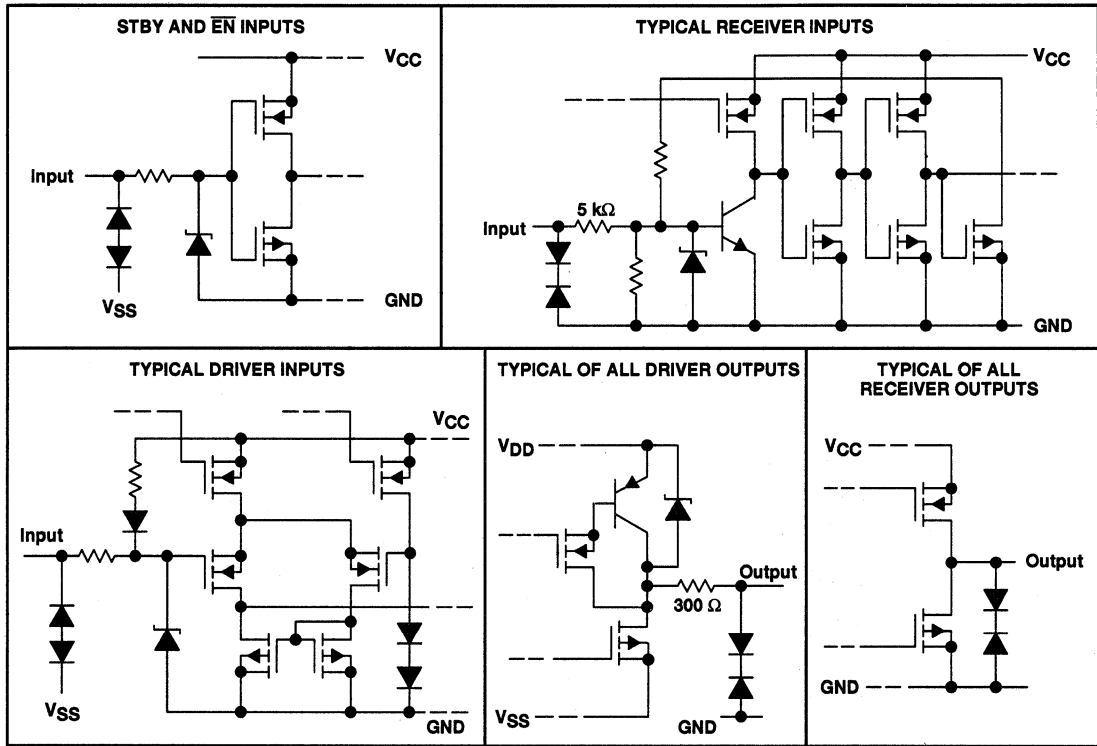 STBY AND E̅N̅ INPUTS
VCC
Input
VSS
GND
TYPICAL RECEIVER INPUTS
VCC
5 kΩ
Input
GND
TYPICAL DRIVER INPUTS
VCC
Input
VSS
GND
TYPICAL OF ALL DRIVER OUTPUTS
VDD
Output
300 Ω
VSS
GND
TYPICAL OF ALL
RECEIVER OUTPUTS
VCC
Output
GND